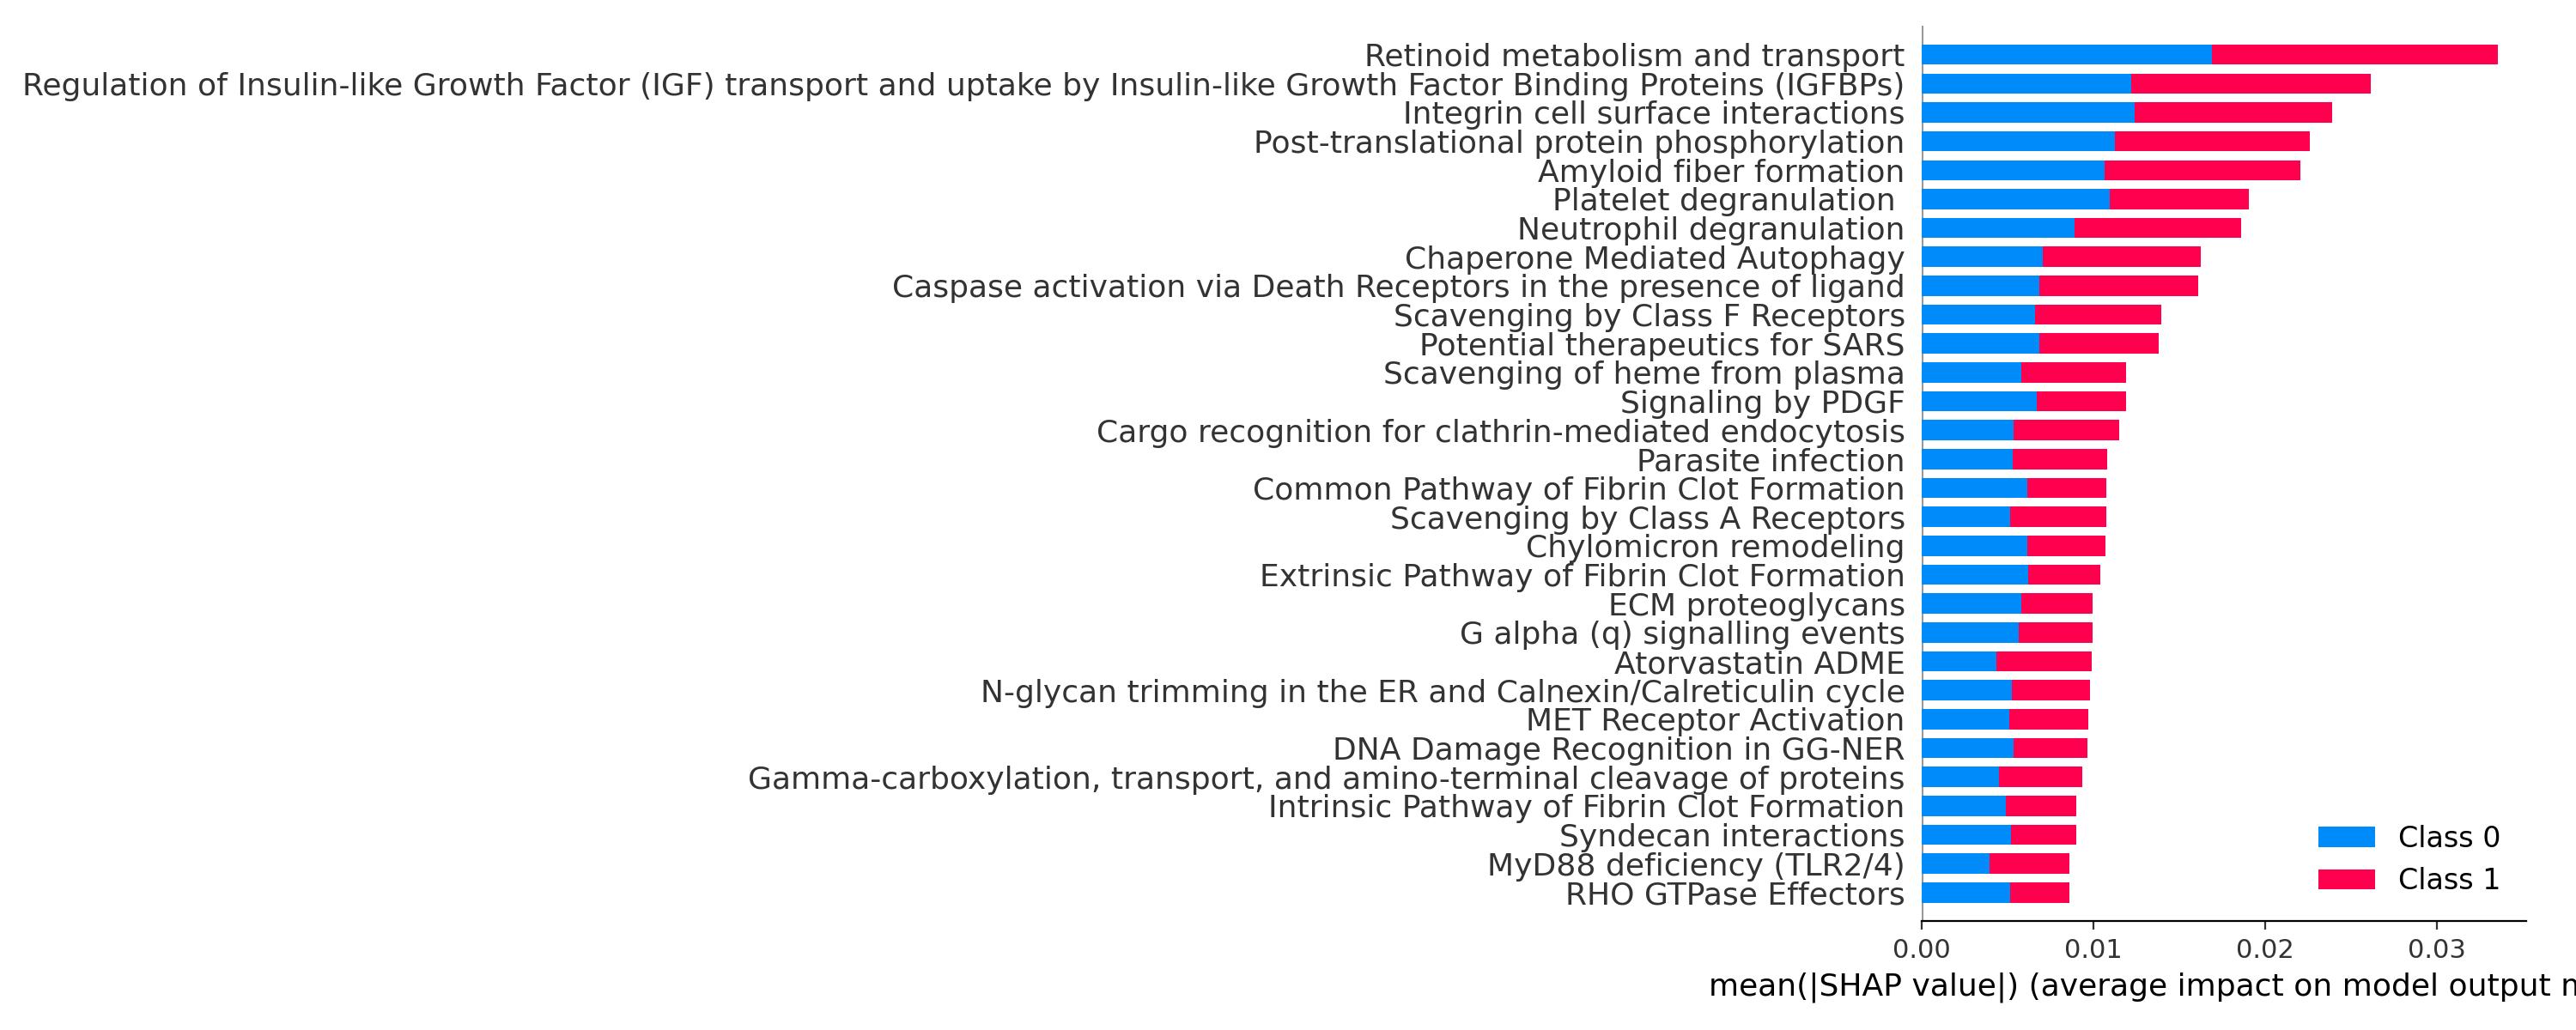 Retinoid metabolism and transport
Regulation of Insulin-like Growth Factor (IGF) transport and uptake by Insulin-like Growth Factor Binding Proteins (IGFBPs)
Integrin cell surface interactions
Post-translational protein phosphorylation
Amyloid fiber formation
Platelet degranulation
Neutrophil degranulation
Chaperone Mediated Autophagy
Caspase activation via Death Receptors in the presence of ligand
Scavenging by Class F Receptors
Potential therapeutics for SARS
Scavenging of heme from plasma
Signaling by PDGF
Cargo recognition for clathrin-mediated endocytosis
Parasite infection
Common Pathway of Fibrin Clot Formation
Scavenging by Class A Receptors
Chylomicron remodeling
Extrinsic Pathway of Fibrin Clot Formation
ECM proteoglycans
G alpha (q) signalling events
Atorvastatin ADME
N-glycan trimming in the ER and Calnexin/Calreticulin cycle
MET Receptor Activation
DNA Damage Recognition in GG-NER
Gamma-carboxylation, transport, and amino-terminal cleavage of proteins
Intrinsic Pathway of Fibrin Clot Formation
Syndecan interactions
MyD88 deficiency (TLR2/4)
RHO GTPase Effectors
Class 0
Class 1
0.00 0.01 0.02 0.03
mean(|SHAP value|) (average impact on model output